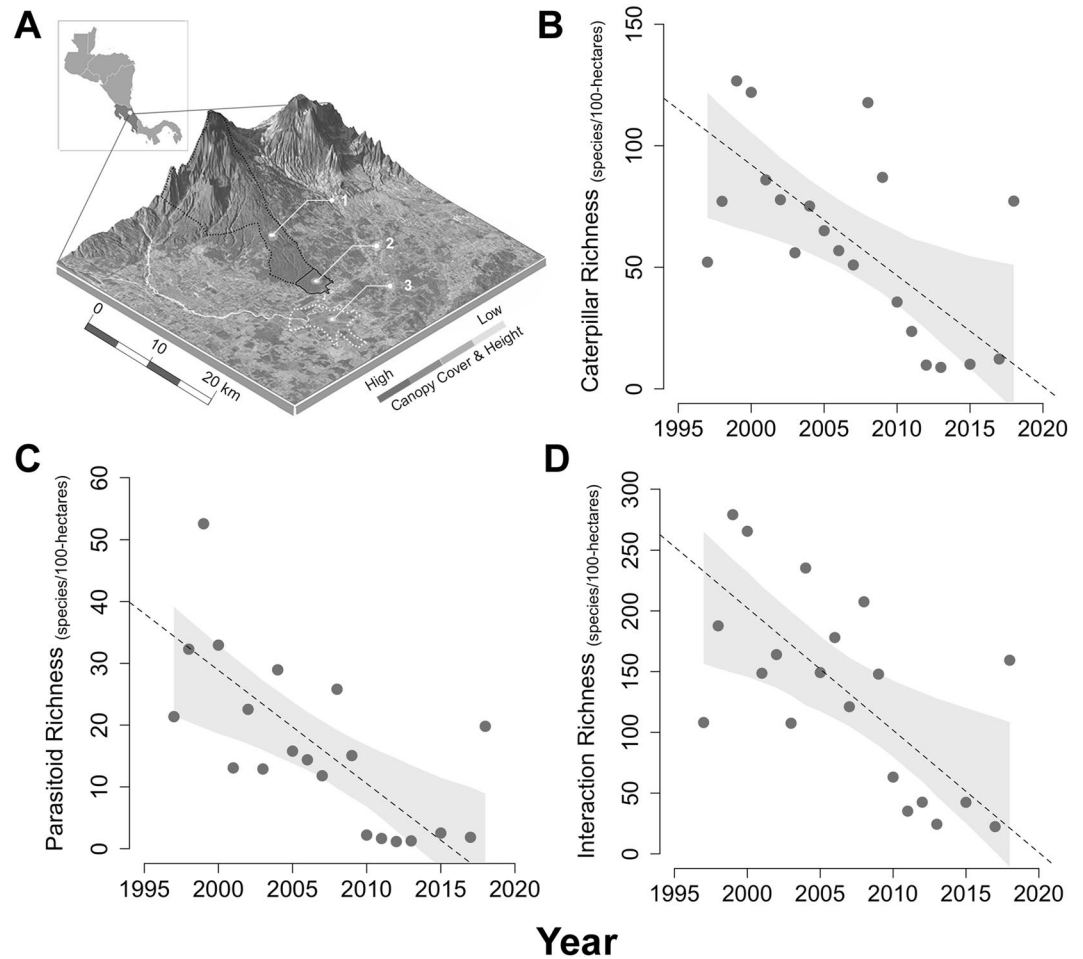 A
1
2
3
0
10
20 km
Low
High
Canopy Cover & Height
B
Caterpillar Richness (species/100-hectares)
150
100
50
0
1995 2000 2005 2010 2015 2020
C
Parasitoid Richness (species/100-hectares)
60
50
40
30
20
10
0
1995 2000 2005 2010 2015 2020
D
Interaction Richness (species/100-hectares)
300
250
200
150
100
50
0
1995 2000 2005 2010 2015 2020
Year